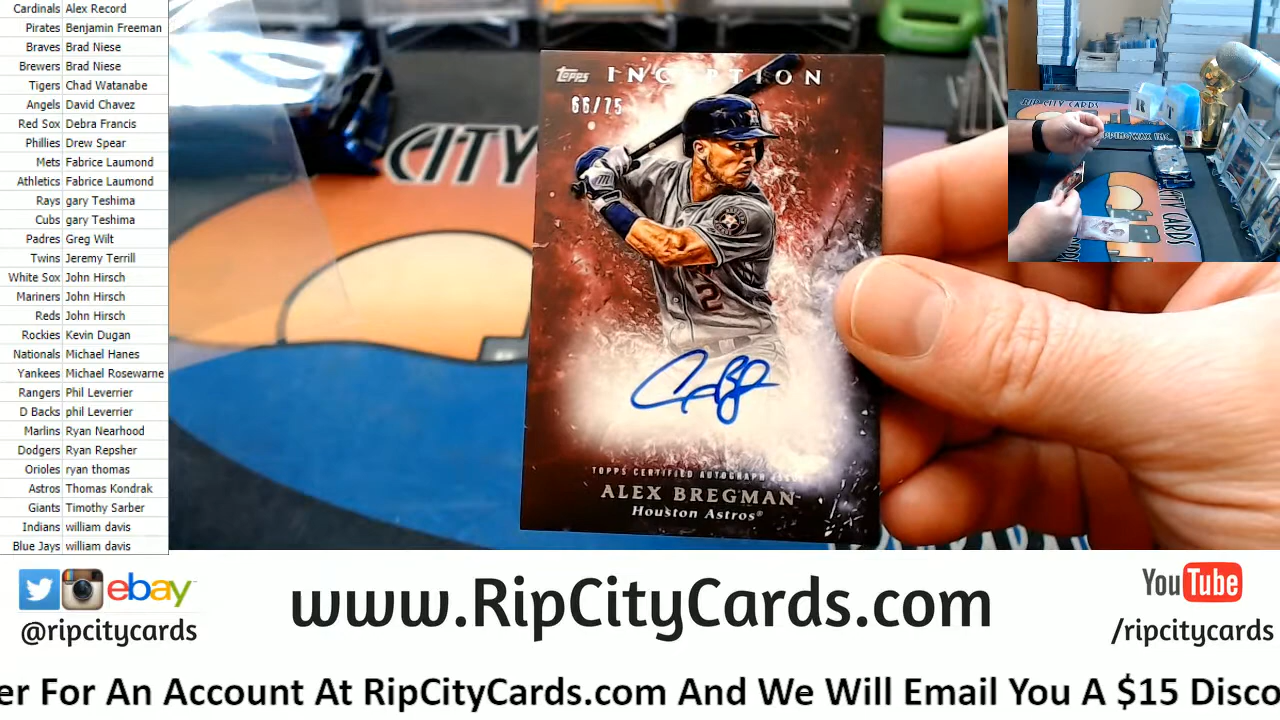 Cardinals Alex Record
Pirates Benjamin Freeman
Braves Brad Niese
Brewers Brad Niese
Tigers Chad Watanabe
Angels David Chavez
Red Sox Debra Francis
Phillies Drew Spear
Mets Fabrice Laumond
Athletics Fabrice Laumond
Rays gary Teshima
Cubs gary Teshima
Padres Greg Wilt
Twins Jeremy Terrill
White Sox John Hirsch
Mariners John Hirsch
Reds John Hirsch
Rockies Kevin Dugan
Nationals Michael Hanes
Yankees Michael Rosewarne
Rangers Phil Leverrier
D Backs phil Leverrier
Marlins Ryan Nearhood
Dodgers Ryan Repsher
Orioles ryan thomas
Astros Thomas Kondrak
Giants Timothy Sarber
Indians william davis
Blue Jays william davis
CITY
Topps INCEPTION
66/75
2
TOPPS CERTIFIED AUTOGRAPH ISSUE
ALEX BREGMAN
Houston Astros®
RIP CITY CARDS
R T
CITY CARDS
ebay
@ripcitycards
www.RipCityCards.com
YouTube
/ripcitycards
er For An Account At RipCityCards.com And We Will Email You A $15 Disco